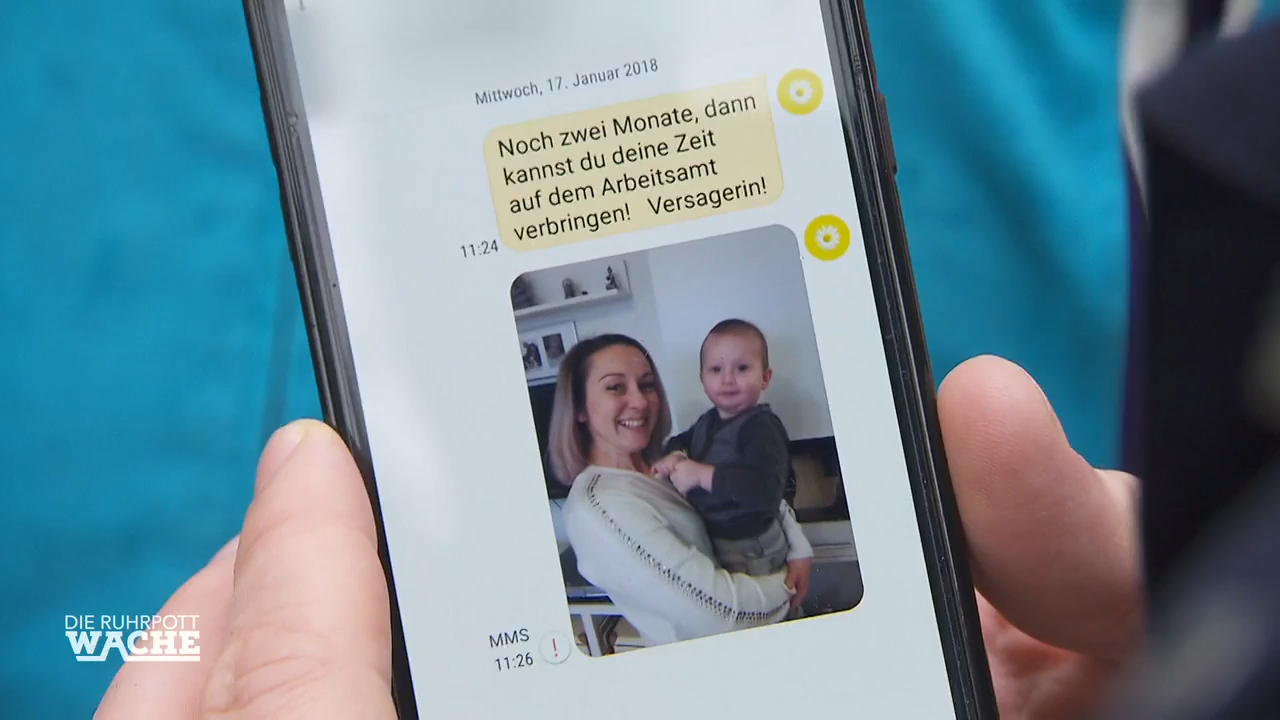 Mittwoch, 17. Januar 2018
Noch zwei Monate, dann
kannst du deine Zeit
auf dem Arbeitsamt
verbringen! Versagerin!
11:24
MMS
!
11:26
DIE RUHRPOTT
WACHE